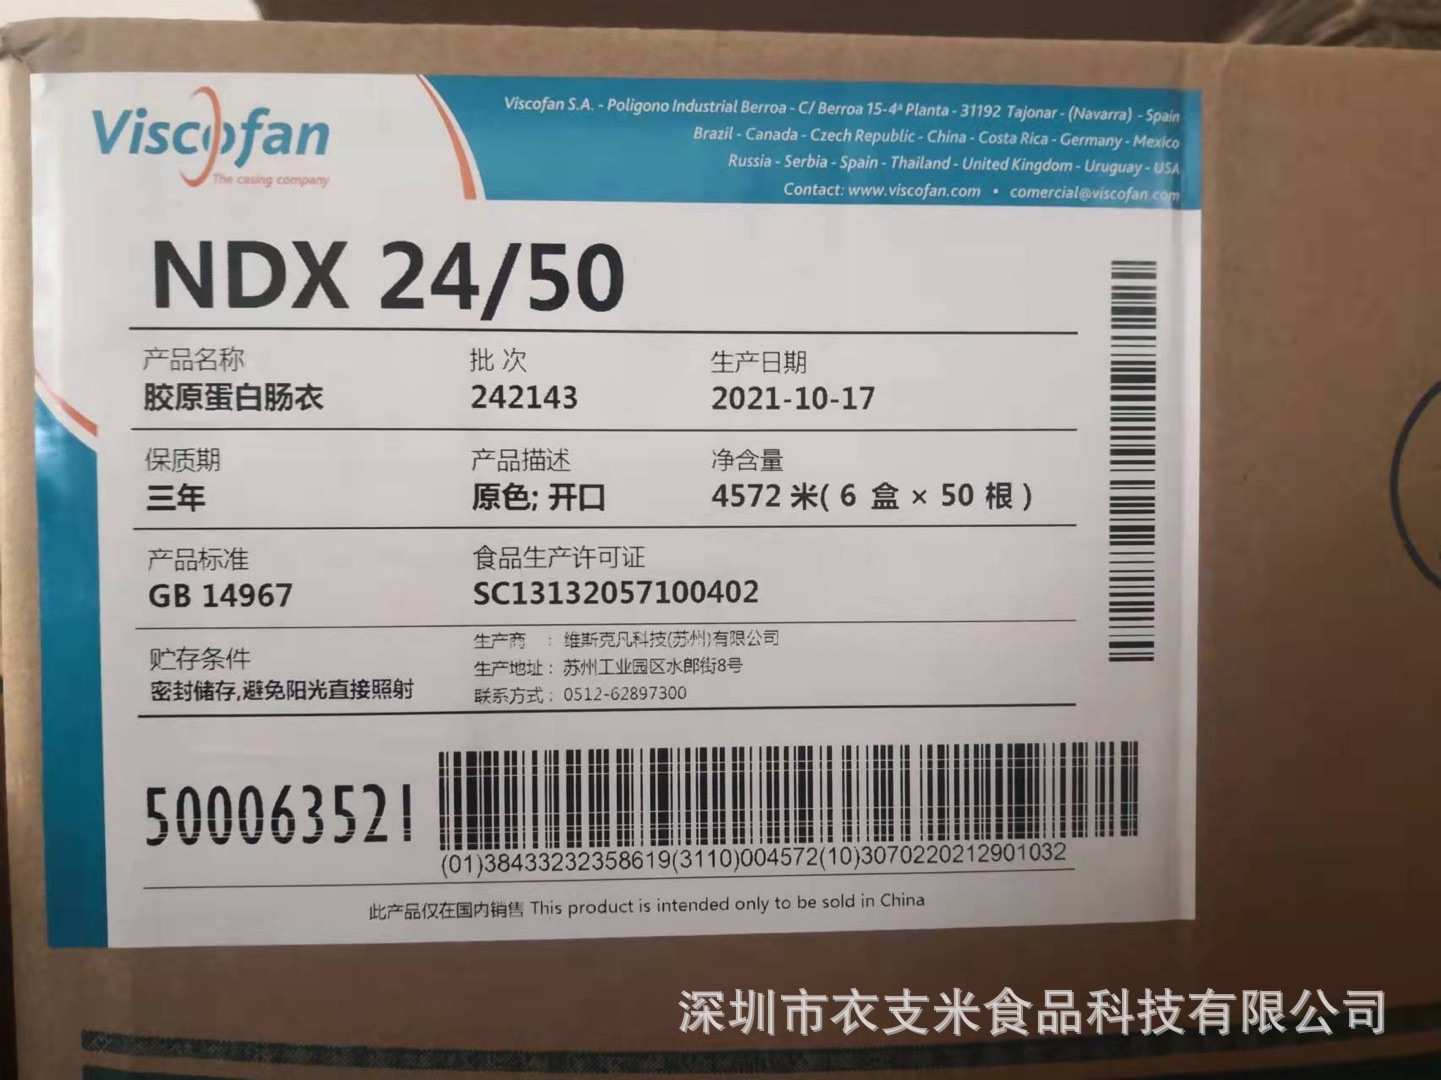 Viscofan
The casing company
Viscofan S.A. - Poligono Industrial Berroa - C/ Berroa 15-4ª Planta - 31192 Tajonar - (Navarra) - Spain
Brazil - Canada - Czech Republic - China - Costa Rica - Germany - Mexico
Russia - Serbia - Spain - Thailand - United Kingdom - Uruguay - USA
Contact: www.viscofan.com • comercial@viscofan.com
NDX 24/50
产品名称 批 次 生产日期
胶原蛋白肠衣 242143 2021-10-17
保质期 产品描述 净含量
三年 原色; 开口 4572 米( 6 盒 × 50 根 )
产品标准 食品生产许可证
GB 14967 SC13132057100402
贮存条件
密封储存,避免阳光直接照射
生产商 : 维斯克凡科技(苏州)有限公司
生产地址: 苏州工业园区水郎街8号
联系方式: 0512-62897300
500063521
(01)38433232358619(3110)004572(10)3070220212901032
此产品仅在国内销售 This product is intended only to be sold in China
深圳市衣支米食品科技有限公司